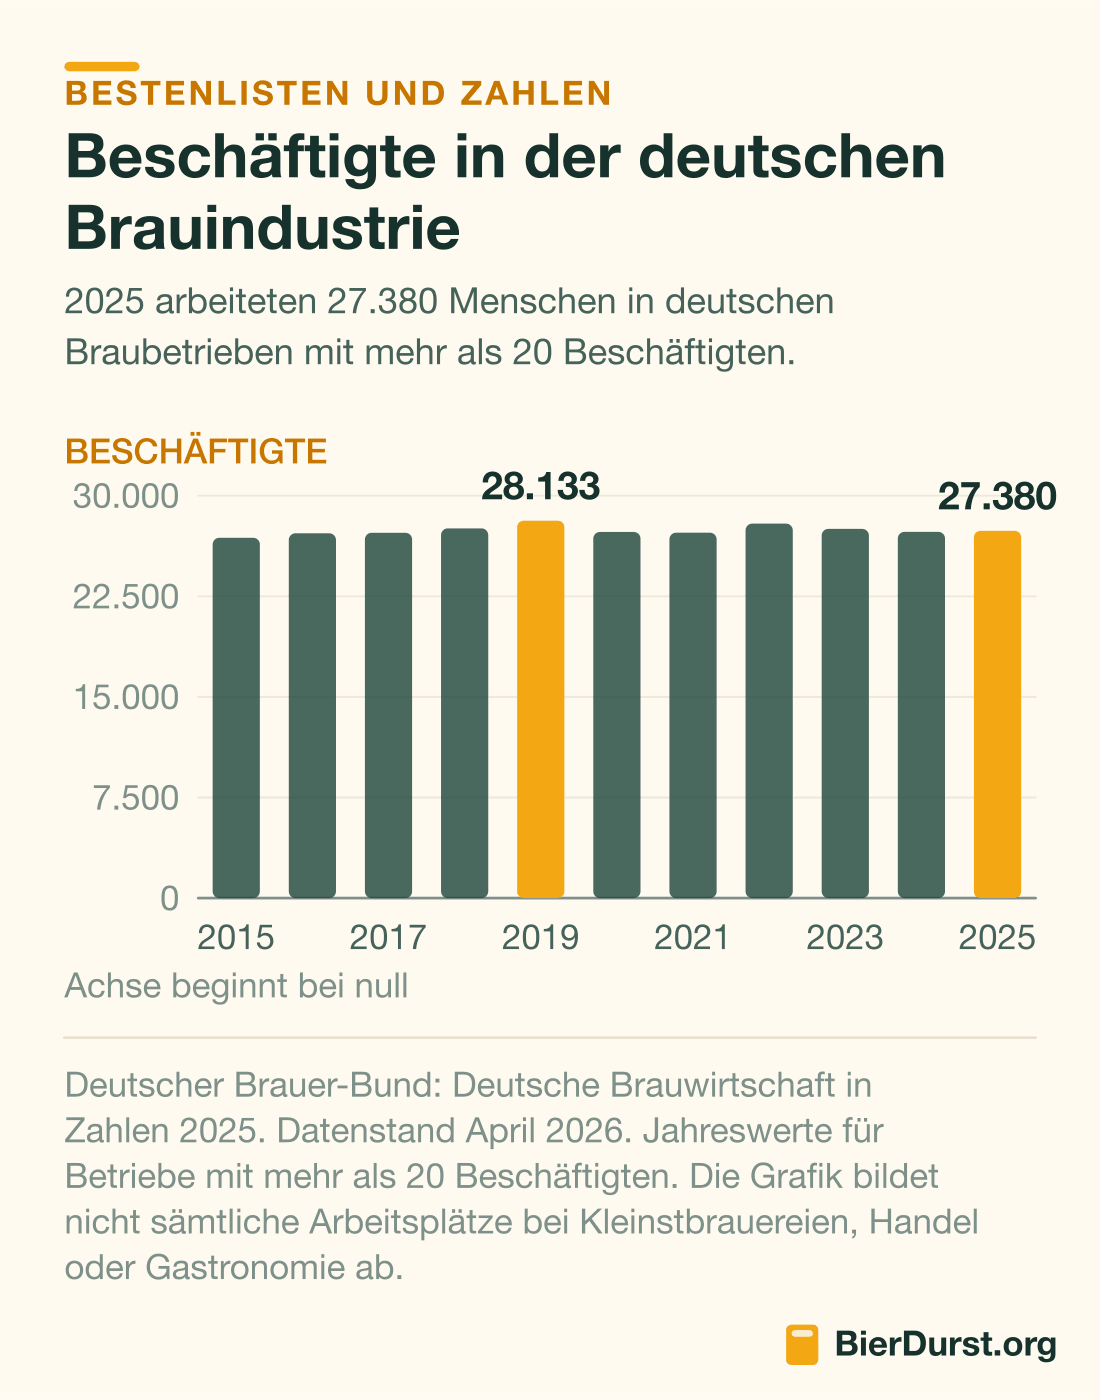 BESTENLISTEN UND ZAHLEN
Beschäftigte in der deutschen
Brauindustrie
2025 arbeiteten 27.380 Menschen in deutschen
Braubetrieben mit mehr als 20 Beschäftigten.
BESCHÄFTIGTE
28.133
27.380
30.000
22.500
15.000
7.500
0
2015 2017 2019 2021 2023 2025
Achse beginnt bei null
Deutscher Brauer-Bund: Deutsche Brauwirtschaft in
Zahlen 2025. Datenstand April 2026. Jahreswerte für
Betriebe mit mehr als 20 Beschäftigten. Die Grafik bildet
nicht sämtliche Arbeitsplätze bei Kleinstbrauereien, Handel
oder Gastronomie ab.
BierDurst.org